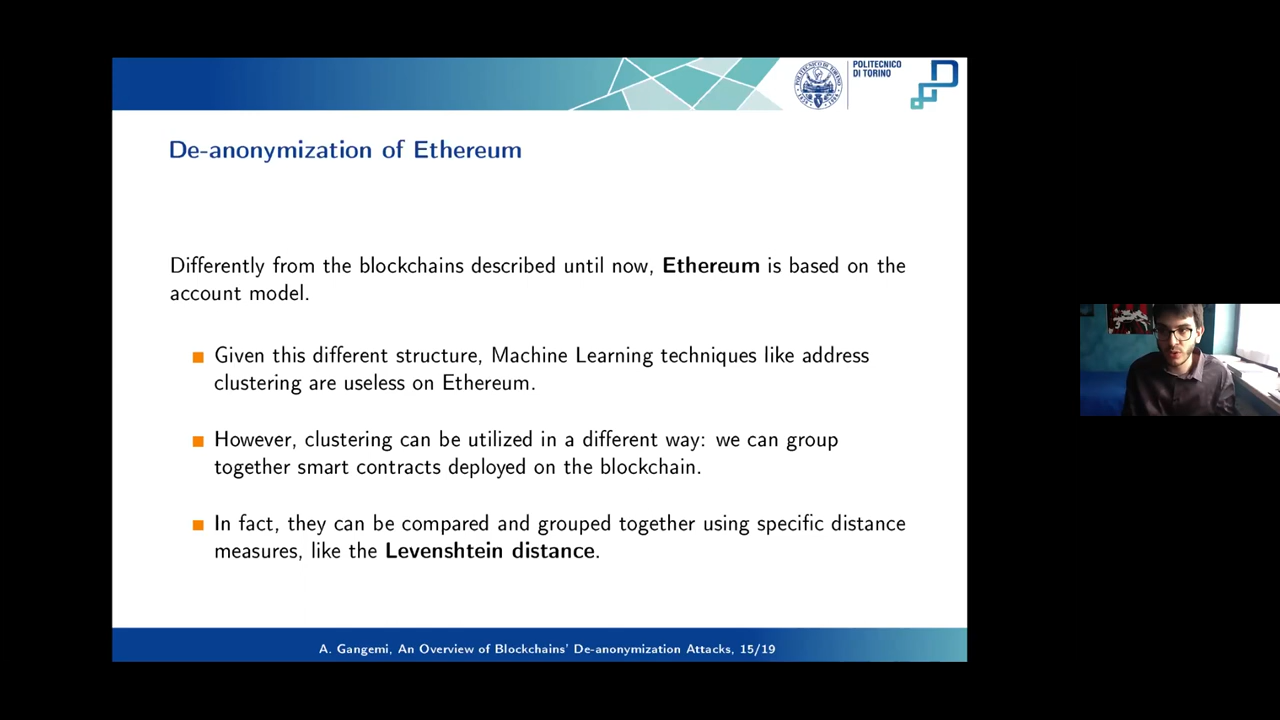 POLITECNICO
DI TORINO
De-anonymization of Ethereum
Differently from the blockchains described until now, Ethereum is based on the
account model.
Given this different structure, Machine Learning techniques like address
clustering are useless on Ethereum.
However, clustering can be utilized in a different way: we can group
together smart contracts deployed on the blockchain.
In fact, they can be compared and grouped together using specific distance
measures, like the Levenshtein distance.
A. Gangemi, An Overview of Blockchains' De-anonymization Attacks, 15/19